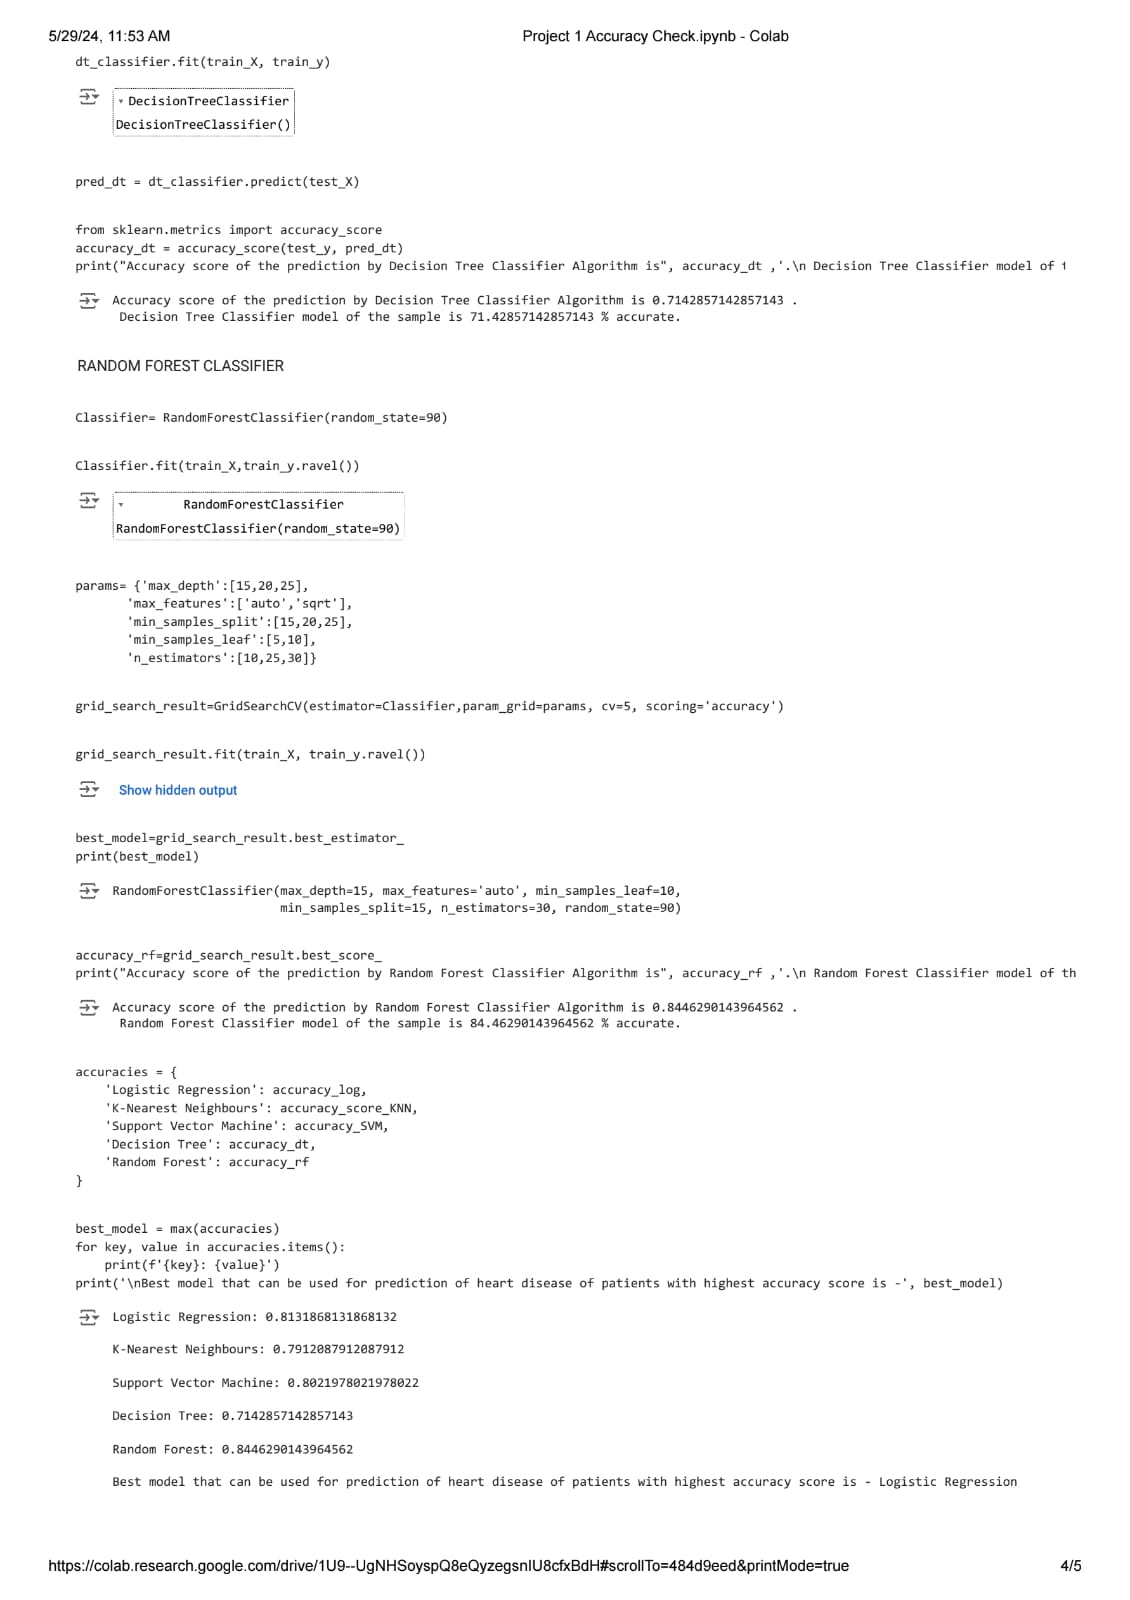 5/29/24, 11:53 AM
Project 1 Accuracy Check.ipynb - Colab
dt_classifier.fit(train_X, train_y)
DecisionTreeClassifier
DecisionTreeClassifier()
pred_dt = dt_classifier.predict(test_X)
from sklearn.metrics import accuracy_score
accuracy_dt = accuracy_score(test_y, pred_dt)
print("Accuracy score of the prediction by Decision Tree Classifier Algorithm is", accuracy_dt ,'.\n Decision Tree Classifier model of
Accuracy score of the prediction by Decision Tree Classifier Algorithm is 0.7142857142857143 .
Decision Tree Classifier model of the sample is 71.42857142857143 % accurate.
RANDOM FOREST CLASSIFIER
Classifier= RandomForestClassifier(random_state=90)
Classifier.fit(train_X,train_y.ravel())
RandomForestClassifier
RandomForestClassifier(random_state=90)
params= {'max_depth':[15,20,25],
'max_features':['auto','sqrt'],
'min_samples_split':[15,20,25],
'min_samples_leaf':[5,10],
'n_estimators':[10,25,30]}
grid_search_result=GridSearchCV(estimator=Classifier,param_grid=params, cv=5, scoring='accuracy')
grid_search_result.fit(train_X, train_y.ravel())
Show hidden output
best_model=grid_search_result.best_estimator_
print(best_model)
RandomForestClassifier(max_depth=15, max_features='auto', min_samples_leaf=10,
min_samples_split=15, n_estimators=30, random_state=90)
accuracy_rf=grid_search_result.best_score_
print("Accuracy score of the prediction by Random Forest Classifier Algorithm is", accuracy_rf ,'.\n Random Forest Classifier model of th
Accuracy score of the prediction by Random Forest Classifier Algorithm is 0.8446290143964562 .
Random Forest Classifier model of the sample is 84.46290143964562 % accurate.
accuracies = {
'Logistic Regression': accuracy_log,
'K-Nearest Neighbours': accuracy_score_KNN,
'Support Vector Machine': accuracy_SVM,
'Decision Tree': accuracy_dt,
'Random Forest': accuracy_rf
}
best_model = max(accuracies)
for key, value in accuracies.items():
print(f'{key}: {value}')
print('\nBest model that can be used for prediction of heart disease of patients with highest accuracy score is -', best_model)
Logistic Regression: 0.8131868131868132
K-Nearest Neighbours: 0.7912087912087912
Support Vector Machine: 0.8021978021978022
Decision Tree: 0.7142857142857143
Random Forest: 0.8446290143964562
Best model that can be used for prediction of heart disease of patients with highest accuracy score is - Logistic Regression
https://colab.research.google.com/drive/1U9--UgNHSoyspQ8eQyzegsnIU8cfxBdH#scrollTo=484d9eed&printMode=true
4/5